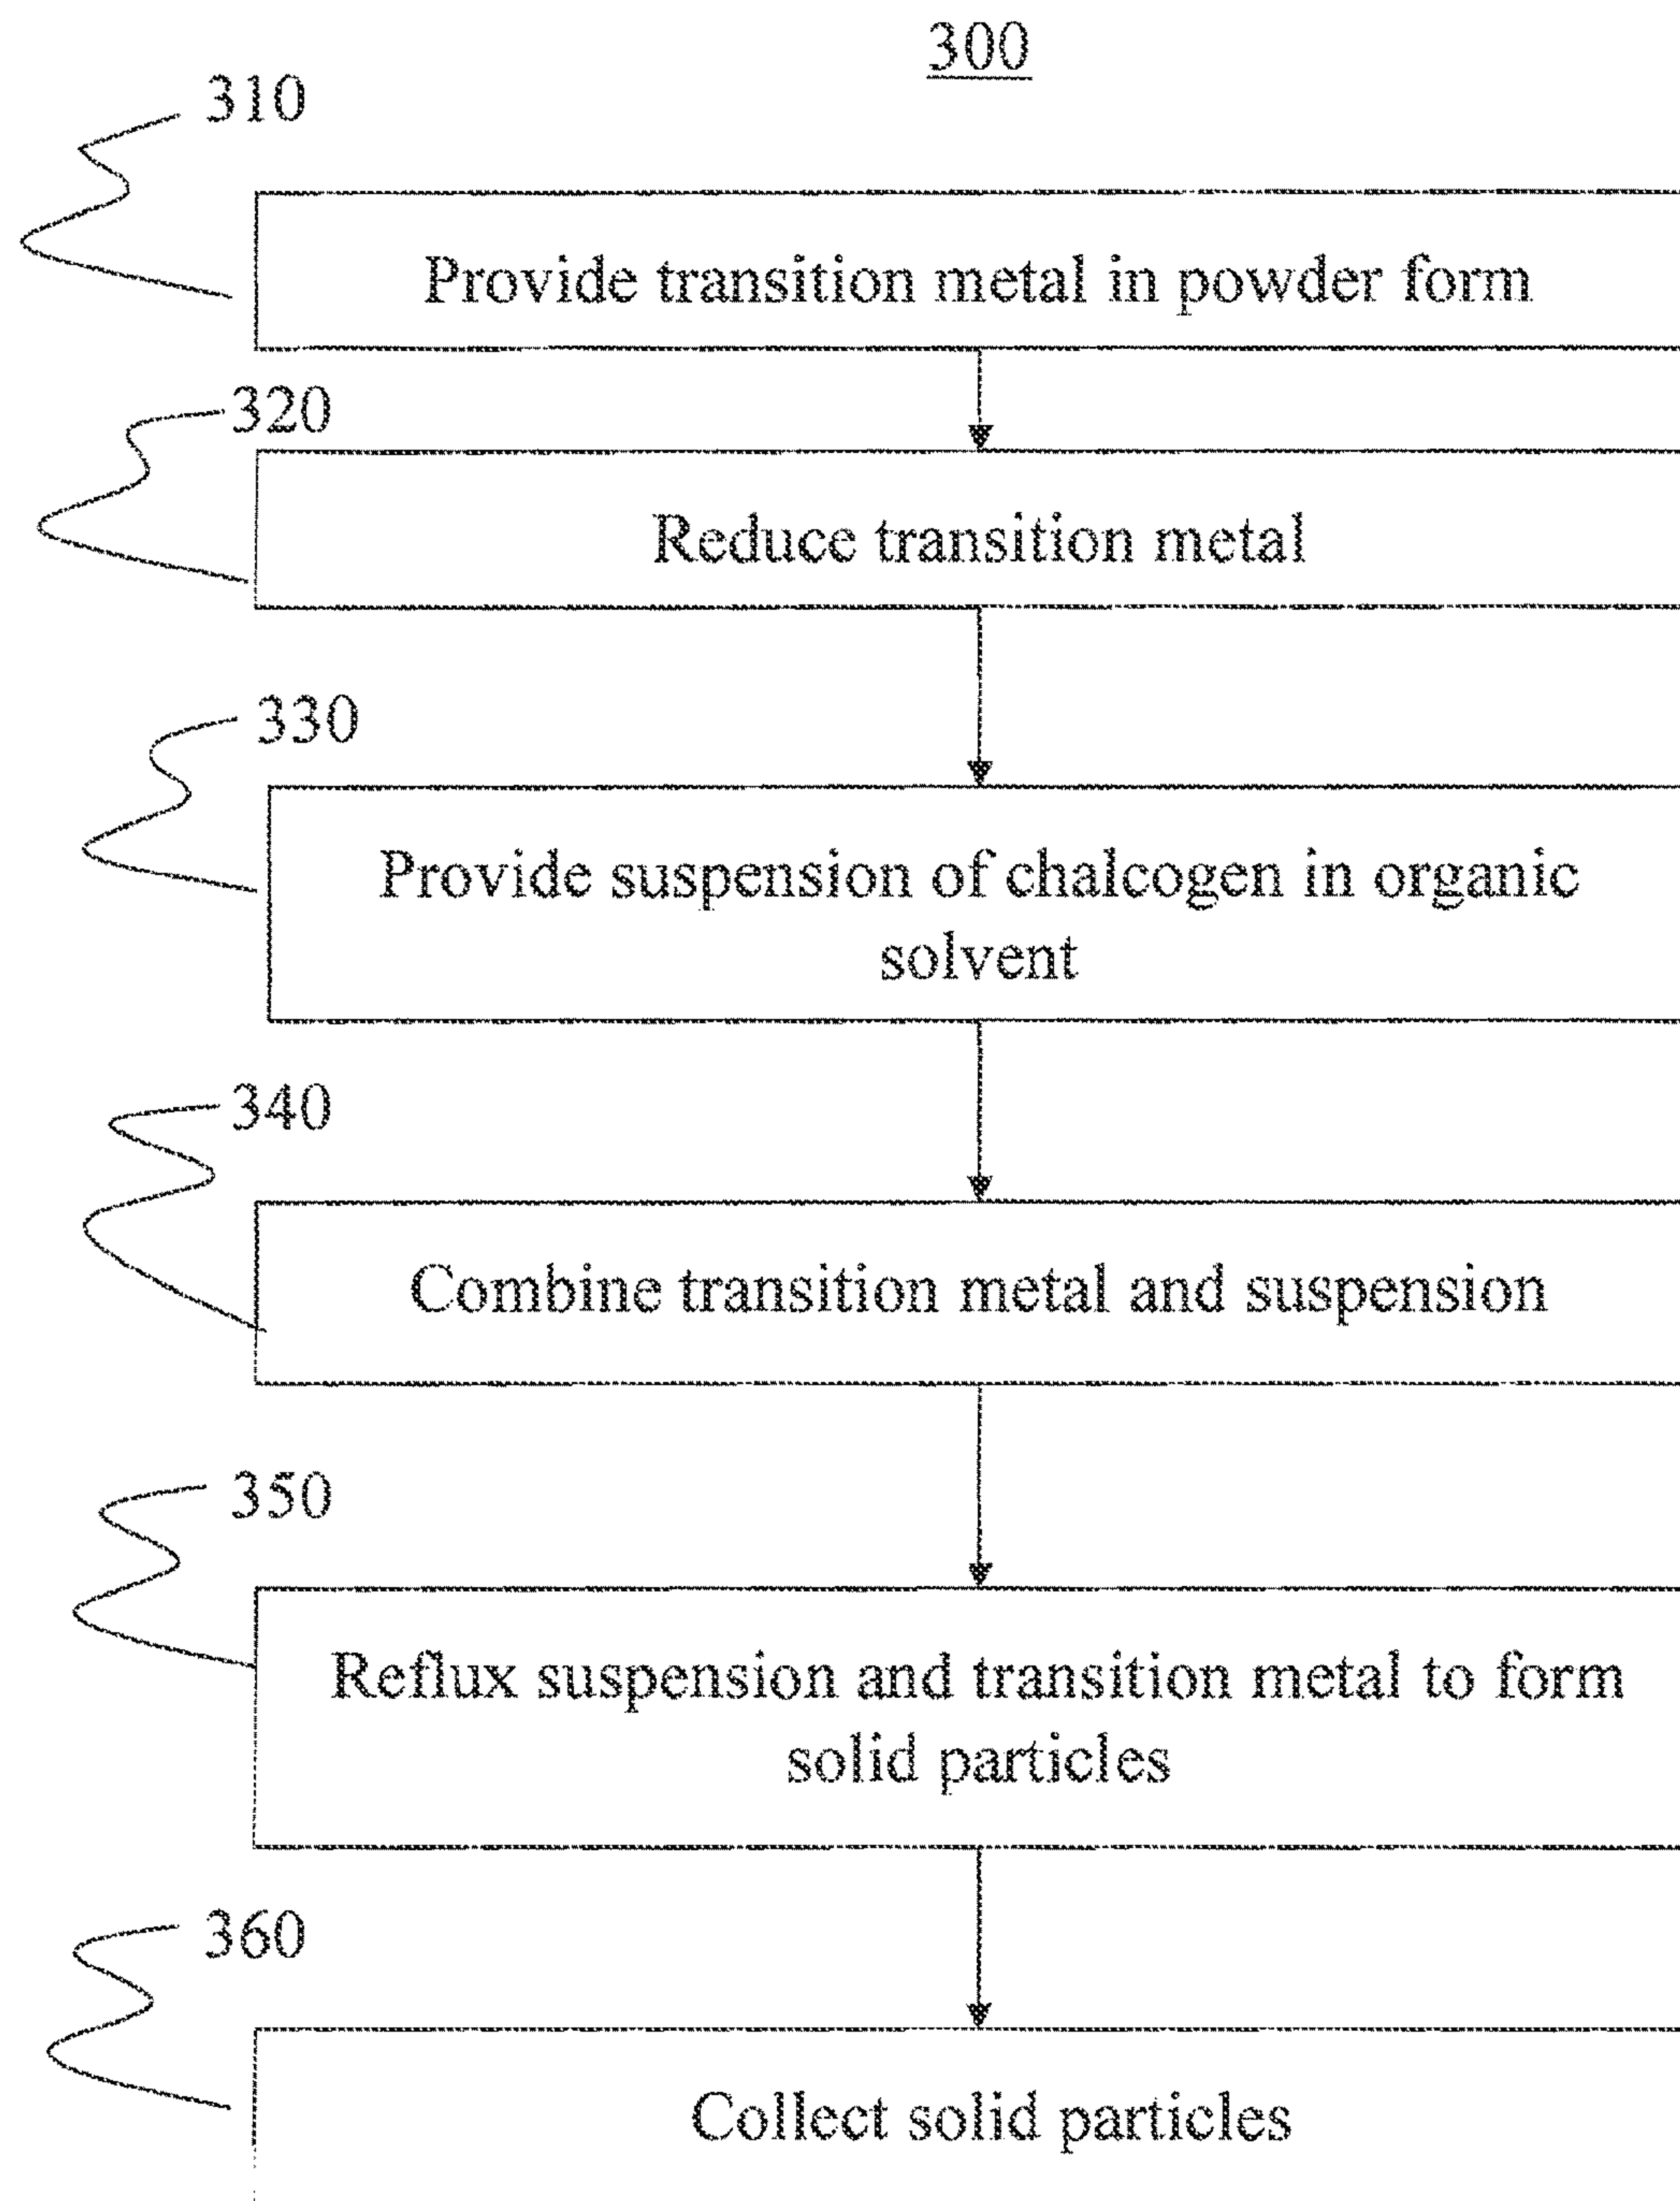 300
310
Provide transition metal in powder form
320
Reduce transition metal
330
Provide suspension of chalcogen in organic
solvent
340
Combine transition metal and suspension
350
Reflux suspension and transition metal to form
solid particles
360
Collect solid particles